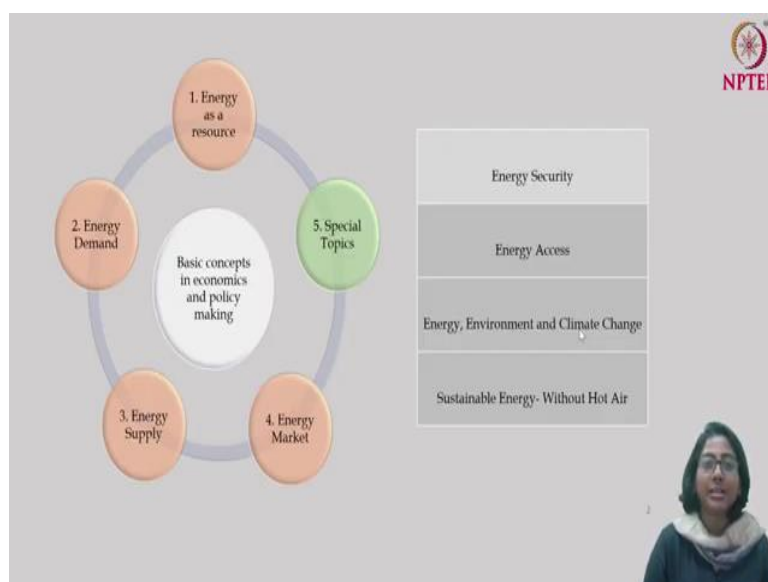 NPTEL
1. Energy
as a
resource
2. Energy
Demand
3. Energy
Supply
4. Energy
Market
5. Special
Topics
Basic concepts
in economics
and policy
making
Energy Security
Energy Access
Energy, Environment and Climate Change
Sustainable Energy- Without Hot Air
2